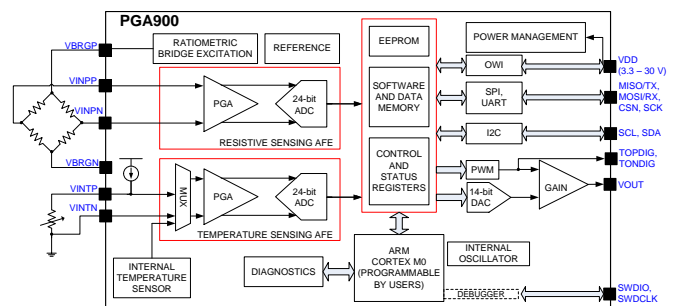 PGA900
VBRGP
RATIOMETRIC
BRIDGE EXCITATION
REFERENCE
EEPROM
POWER MANAGEMENT
VINPP
VINPN
PGA
24-bit
ADC
RESISTIVE SENSING AFE
SOFTWARE
AND DATA
MEMORY
OWI
VDD
(3.3 – 30 V)
SPI,
UART
MISO/TX,
MOSI/RX,
CSN, SCK
I2C
SCL, SDA
VBRGN
VINTP
VINTN
MUX
PGA
24-bit
ADC
TEMPERATURE SENSING AFE
CONTROL
AND
STATUS
REGISTERS
PWM
14-bit
DAC
GAIN
TOPDIG,
TONDIG
VOUT
INTERNAL
TEMPERATURE
SENSOR
DIAGNOSTICS
ARM
CORTEX M0
(PROGRAMMABLE
BY USERS)
INTERNAL
OSCILLATOR
DEBUGGER
SWDIO,
SWDCLK